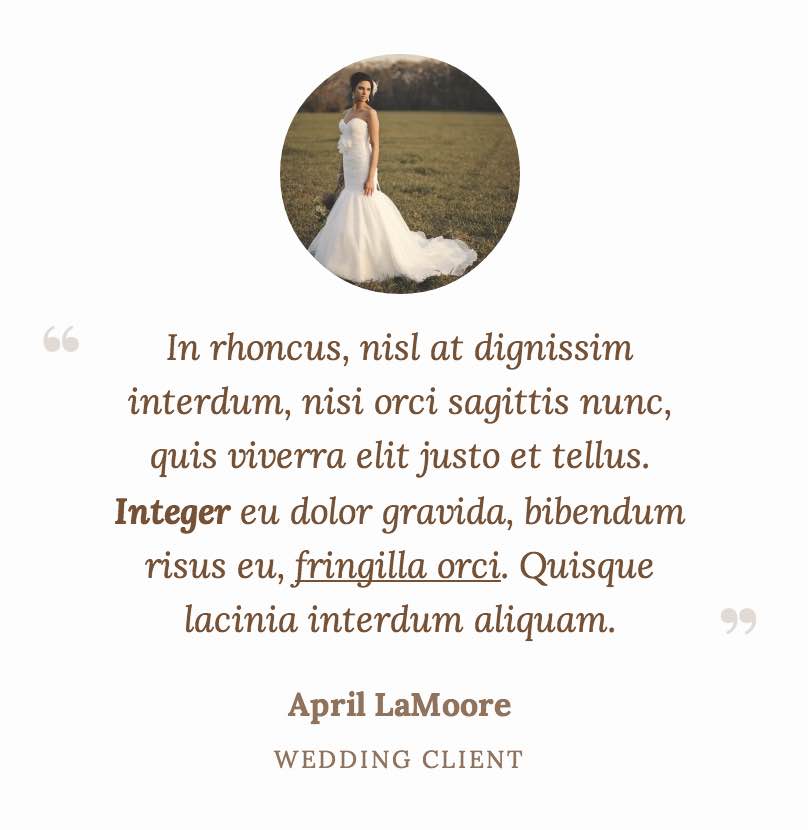 “ In rhoncus, nisl at dignissim
interdum, nisi orci sagittis nunc,
quis viverra elit justo et tellus.
Integer eu dolor gravida, bibendum
risus eu, fringilla orci. Quisque
lacinia interdum aliquam. ”
April LaMoore
WEDDING CLIENT